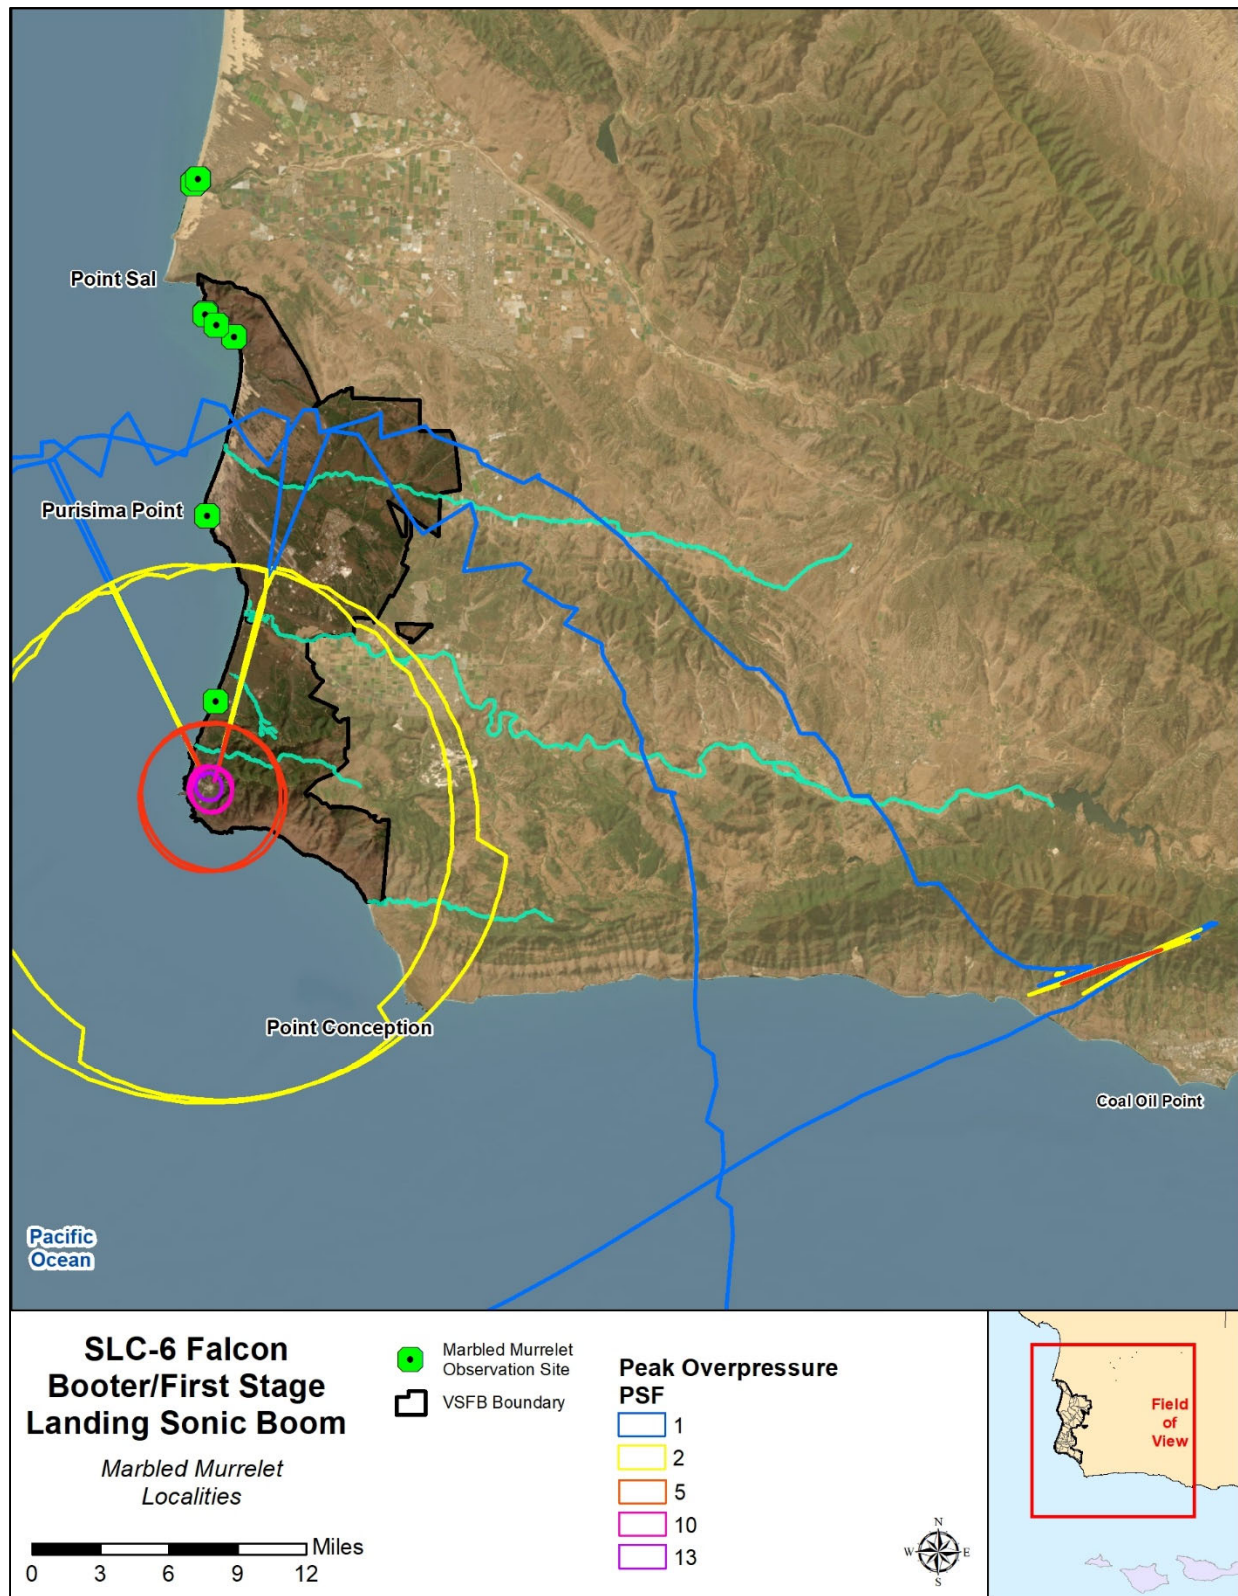 Point Sal
Purisima Point
Point Conception
Coal Oil Point
Pacific
Ocean
SLC-6 Falcon
Booter/First Stage
Landing Sonic Boom
Marbled Murrelet
Localities
Miles
0 3 6 9 12
Marbled Murrelet
Observation Site
VSFB Boundary
Peak Overpressure
PSF
1
2
5
10
13
N
W E
S
Field
of
View